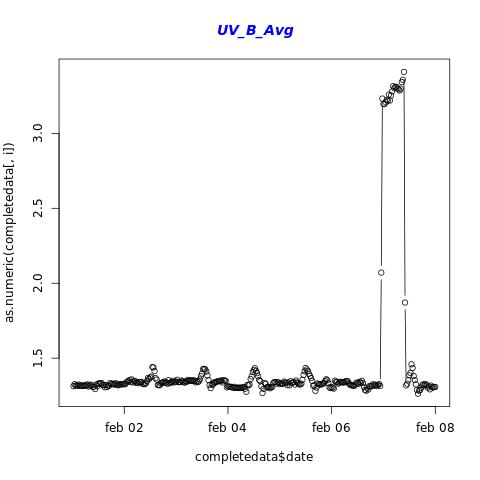 UV_B_Avg
as.numeric(completedata[, i])
3.0
2.5
2.0
1.5
feb 02
feb 04
feb 06
feb 08
completedata$date